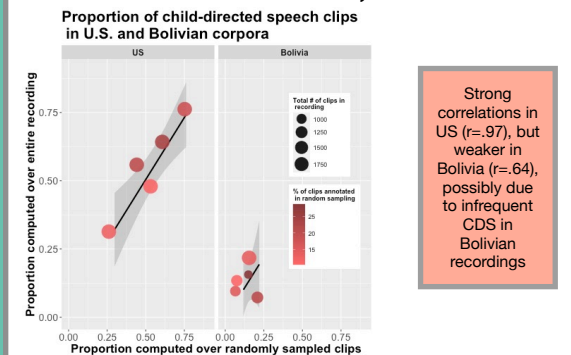 Proportion of child-directed speech clips
in U.S. and Bolivian corpora
US
Bolivia
Proportion computed over entire recording
0.75
0.50
0.25
0.00
Total # of clips in
recording
1000
1250
1500
1750
% of clips annotated
in random sampling
25
20
15
0.00 0.25 0.50 0.75
0.00 0.25 0.50 0.75
Proportion computed over randomly sampled clips
Strong
correlations in
US (r=.97), but
weaker in
Bolivia (r=.64),
possibly due
to infrequent
CDS in
Bolivian
recordings